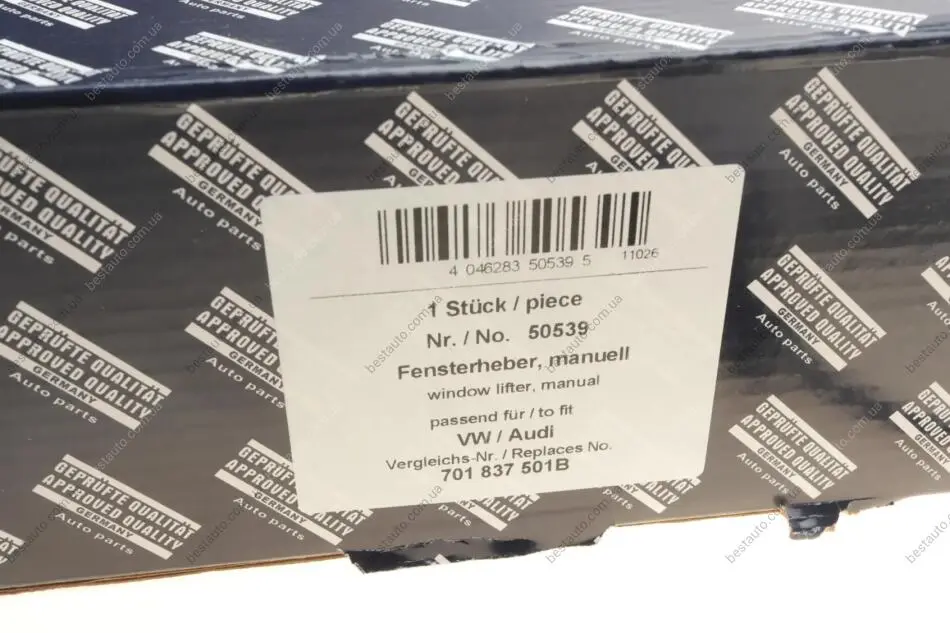 GEPRÜFTE QUALITÄT
APPROVED QUALITY
GERMANY
Auto parts
4 046283 50539 5
11026
1 Stück / piece
Nr. / No. 50539
Fensterheber, manuell
window lifter, manual
passend für / to fit
VW / Audi
Vergleichs-Nr. / Replaces No.
701 837 501B
bestauto.com.ua